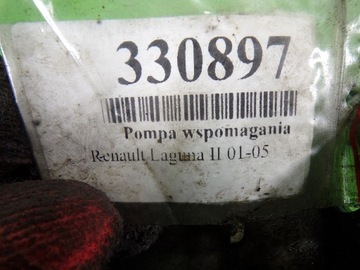 330897
Pompa wspomagania
Renault Laguna II 01-05